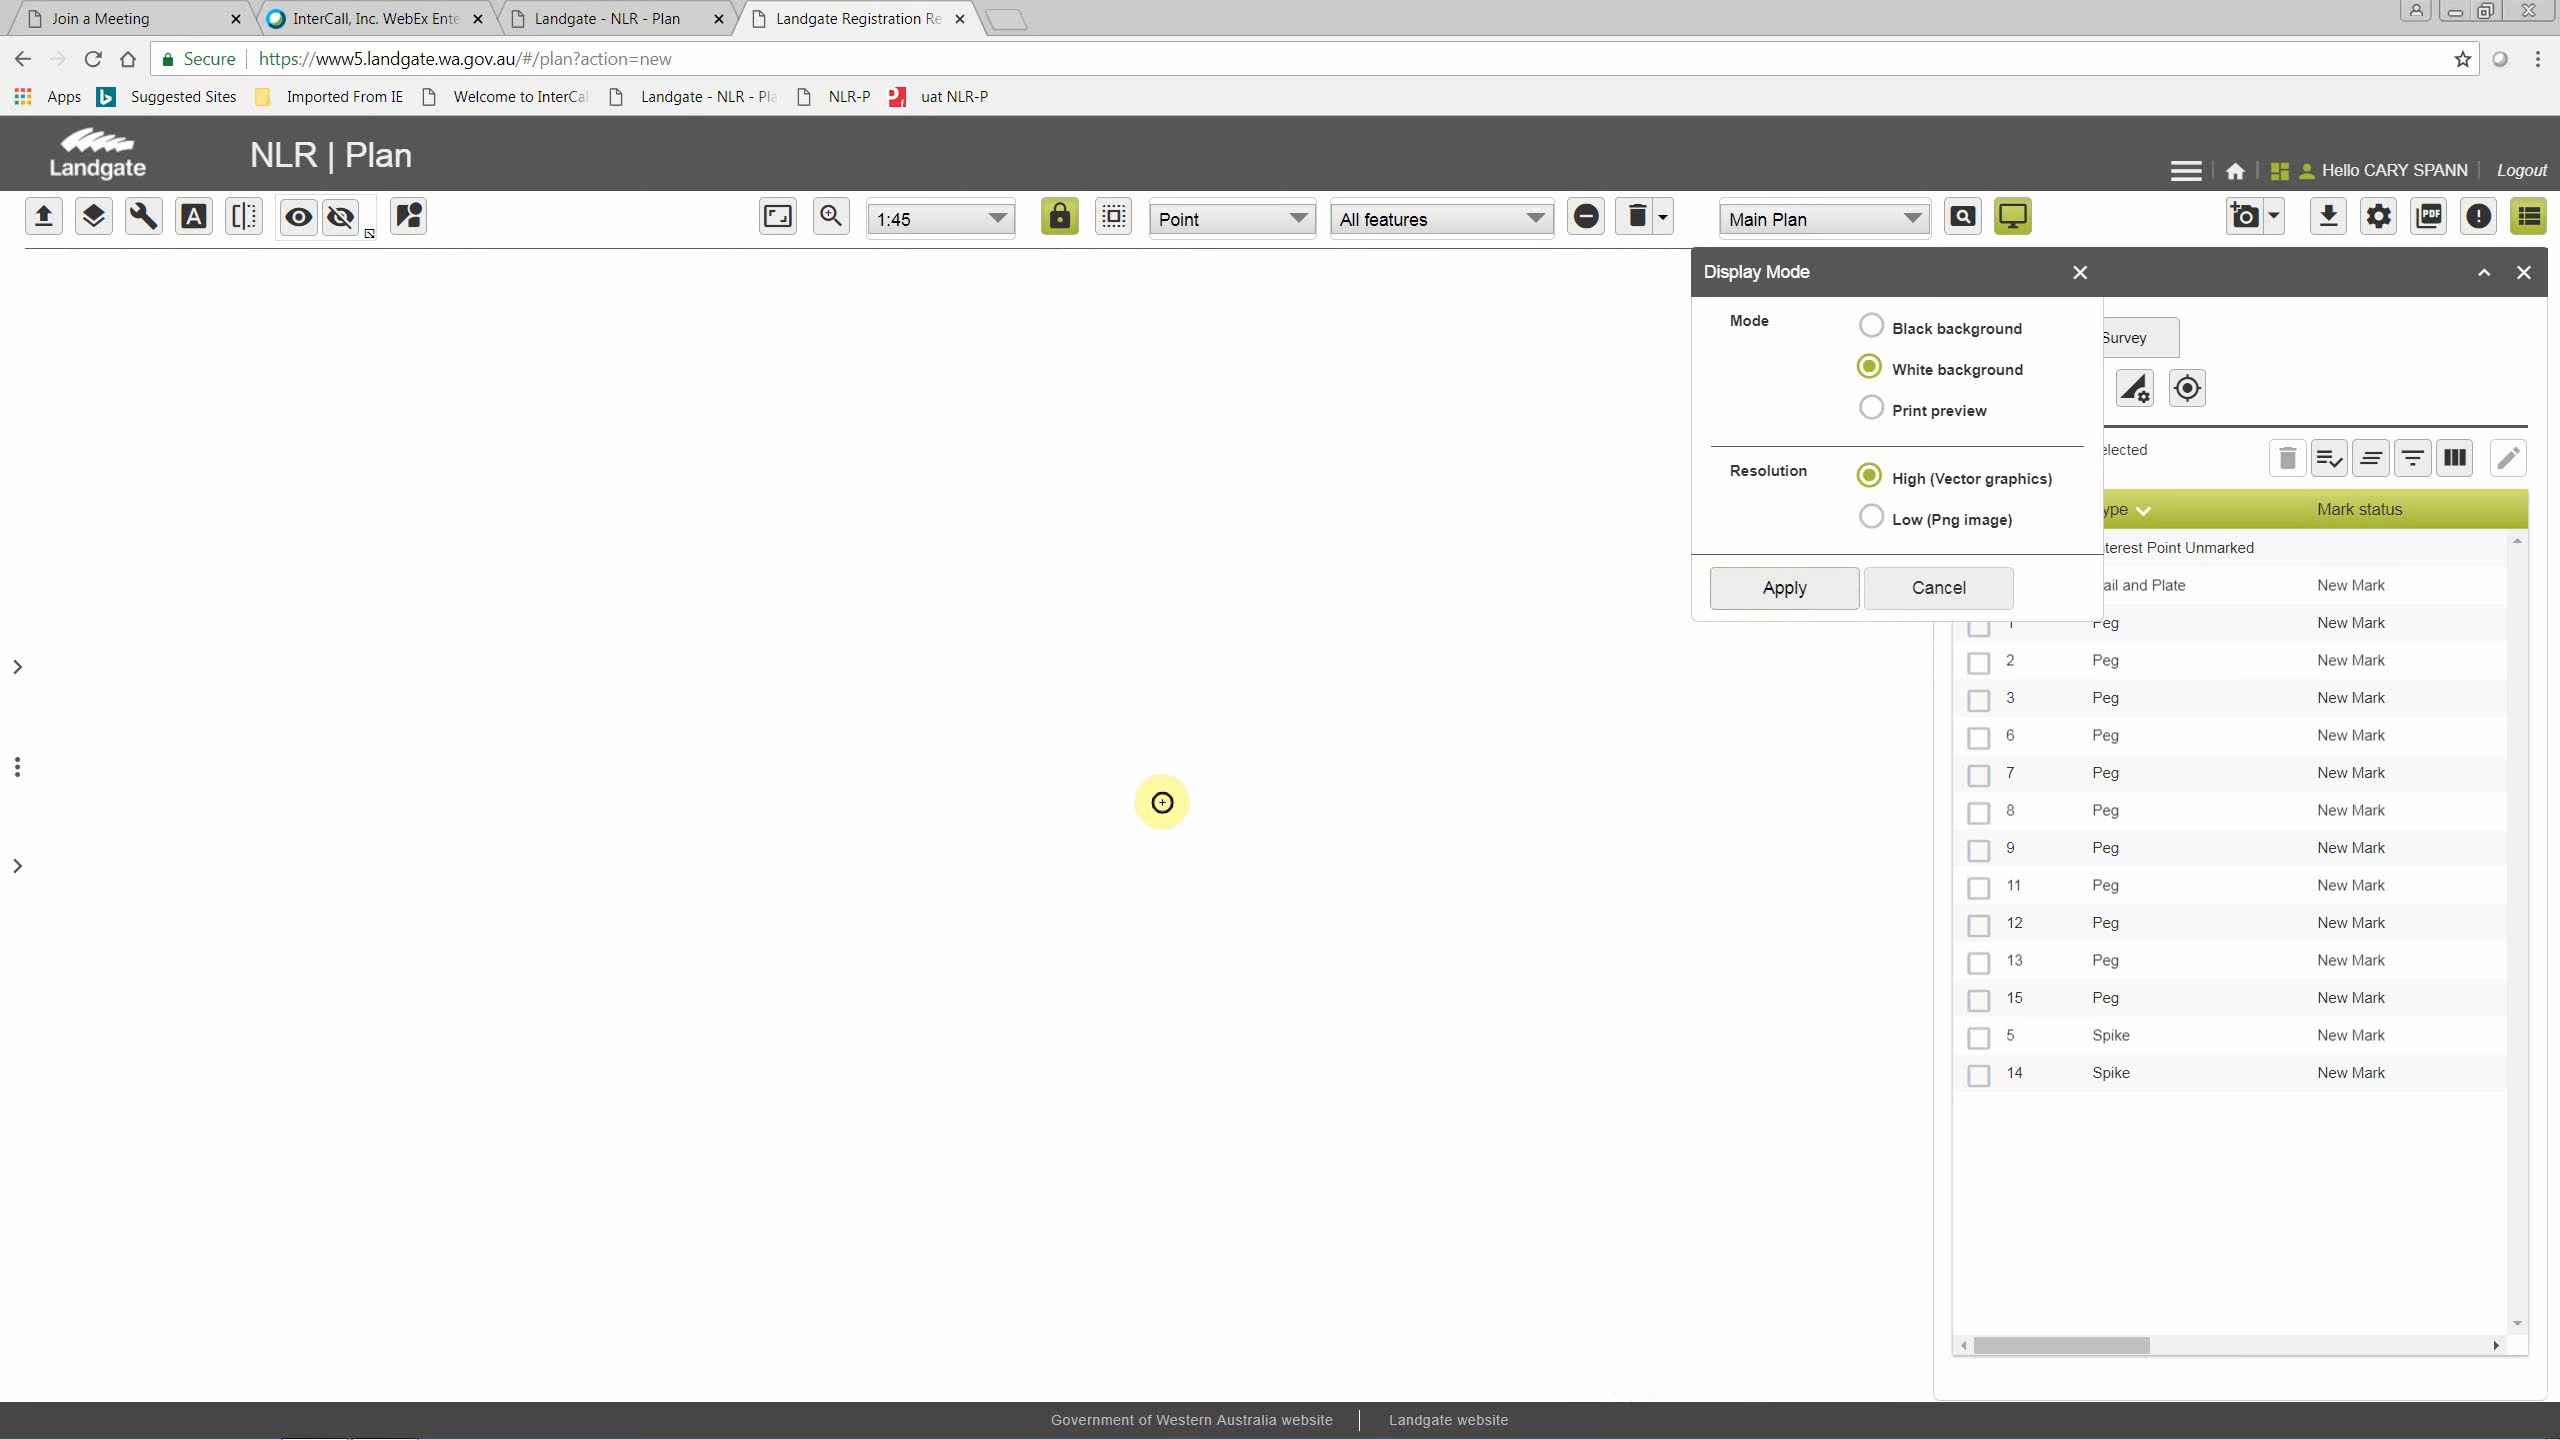 Join a Meeting
InterCall, Inc. WebEx Ente
Landgate - NLR - Plan
Landgate Registration Re
Secure
https://www5.landgate.wa.gov.au/#/plan?action=new
Apps
Suggested Sites
Imported From IE
Welcome to InterCa
Landgate - NLR - Pla
NLR-P
uat NLR-P
Landgate
NLR | Plan
Hello CARY SPANN
Logout
A
1:45
Point
All features
Main Plan
PDF
Display Mode
Mode
Black background
White background
Print preview
Resolution
High (Vector graphics)
Low (Png image)
Apply
Cancel
Survey
elected
ype
Mark status
terest Point Unmarked
ail and Plate New Mark
1 Peg New Mark
2 Peg New Mark
3 Peg New Mark
6 Peg New Mark
7 Peg New Mark
8 Peg New Mark
9 Peg New Mark
11 Peg New Mark
12 Peg New Mark
13 Peg New Mark
15 Peg New Mark
5 Spike New Mark
14 Spike New Mark
Government of Western Australia website
Landgate website